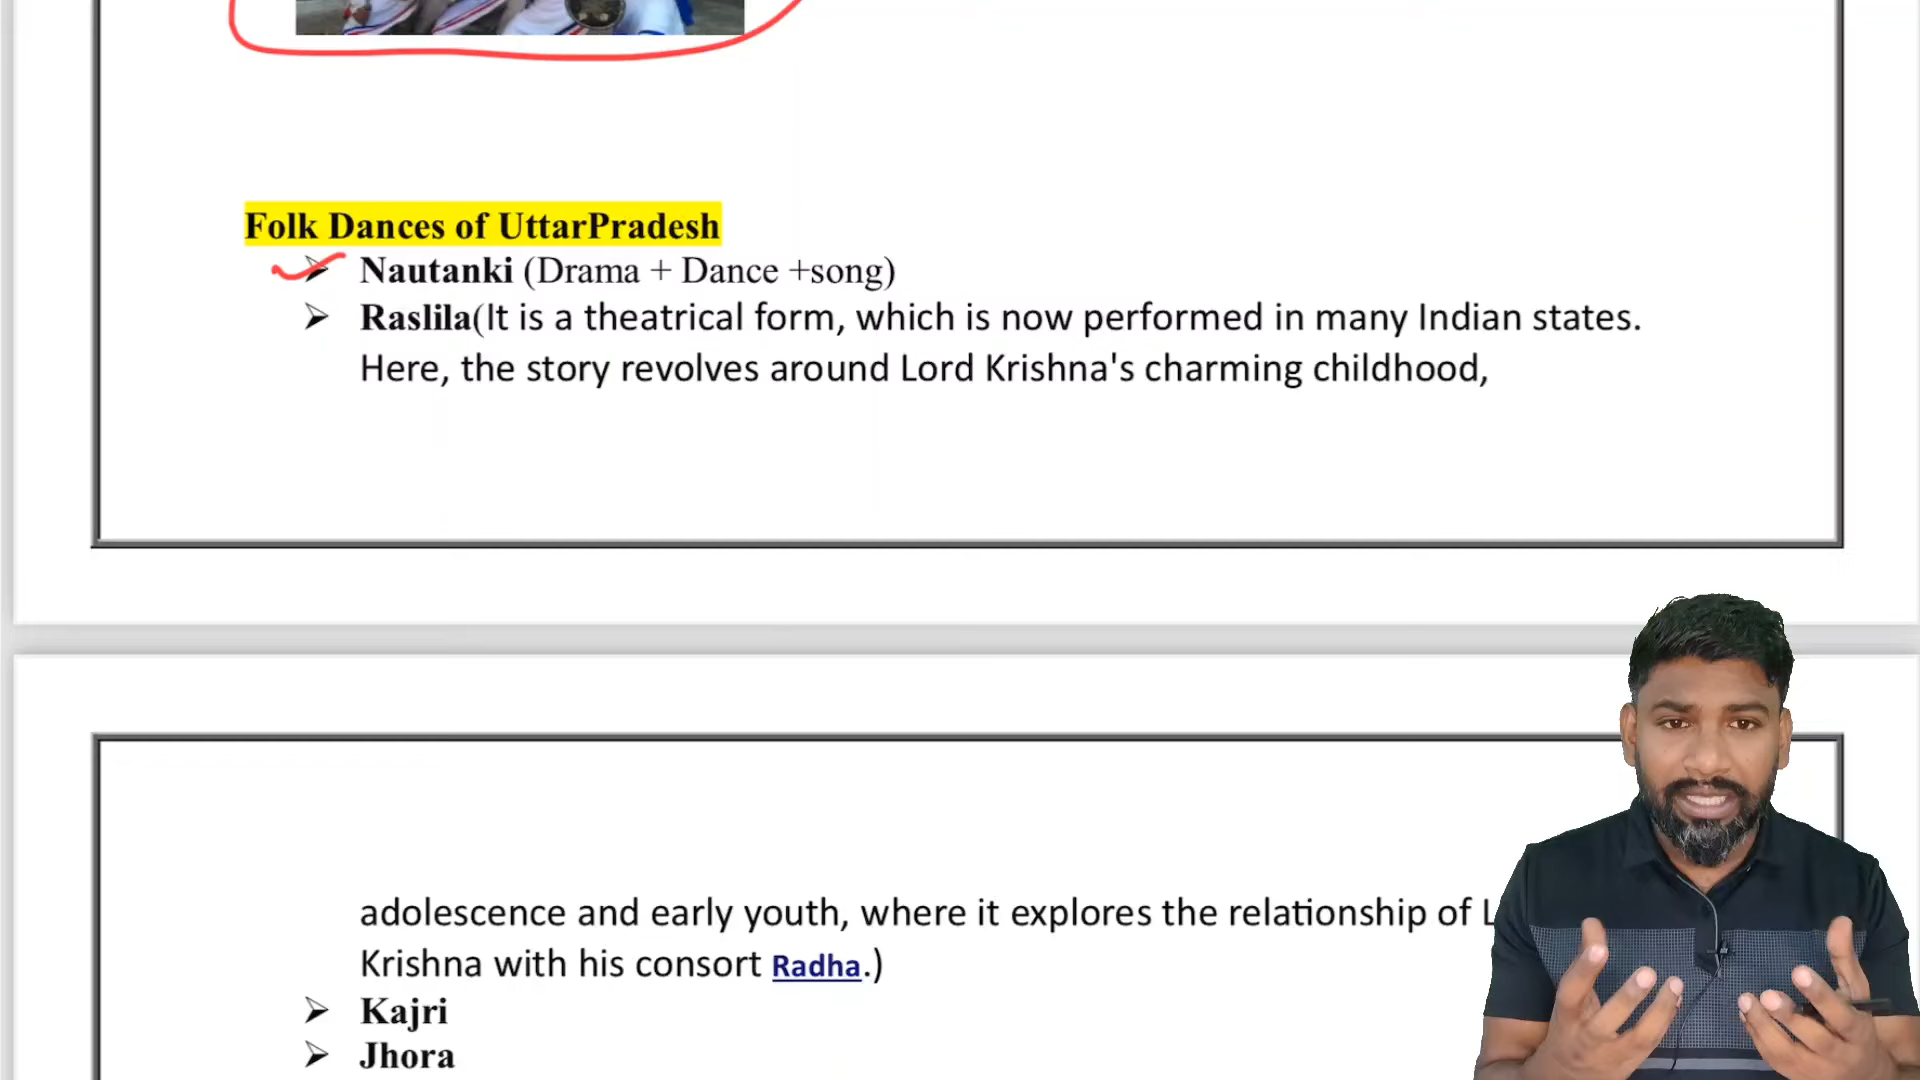 Folk Dances of UttarPradesh
➢ Nautanki (Drama + Dance +song)
➢ Raslila(It is a theatrical form, which is now performed in many Indian states.
Here, the story revolves around Lord Krishna's charming childhood,
adolescence and early youth, where it explores the relationship of
Krishna with his consort Radha.)
➢ Kajri
➢ Jhora